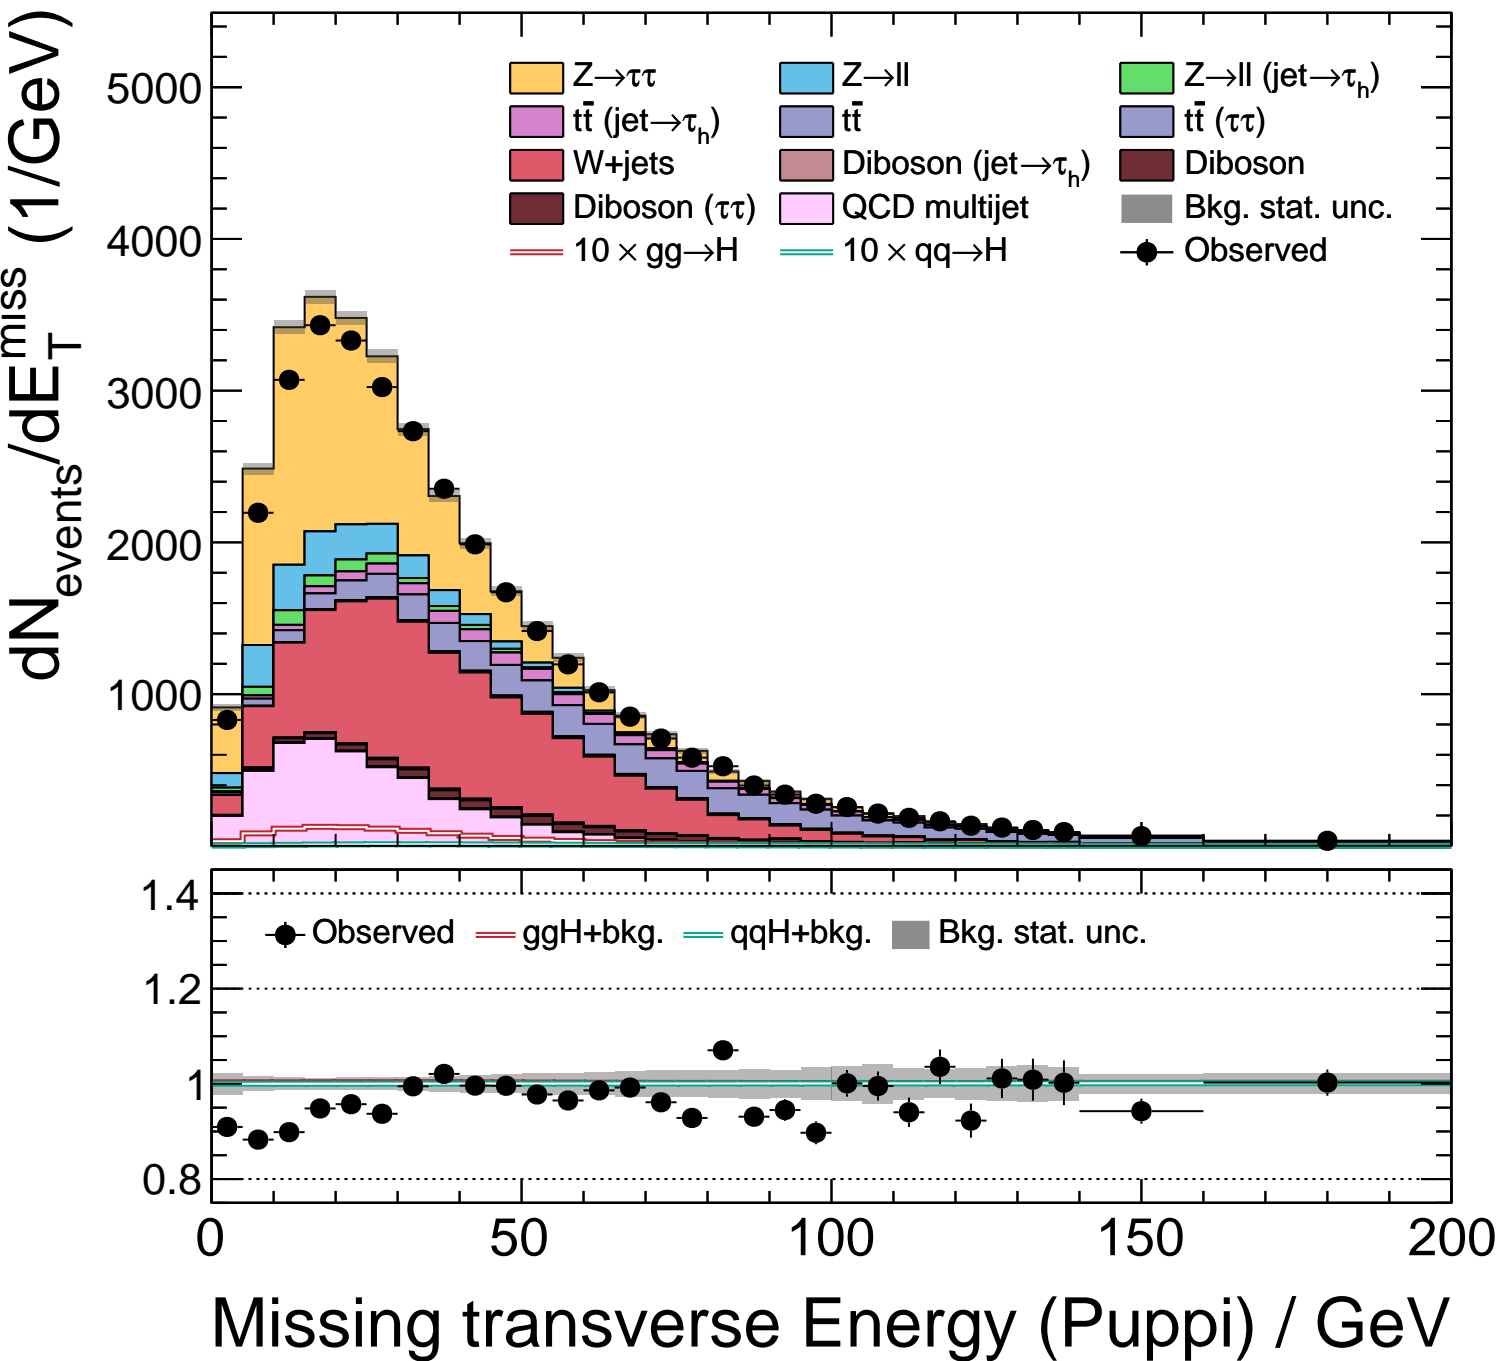 dN_events/dE_T^miss (1/GeV)
5000
4000
3000
2000
1000
Z→ττ Z→ll Z→ll (jet→τ_h)
tt̄ (jet→τ_h) tt̄ tt̄ (ττ)
W+jets Diboson (jet→τ_h) Diboson
Diboson (ττ) QCD multijet Bkg. stat. unc.
10 × gg→H 10 × qq→H Observed
1.4
1.2
1
0.8
Observed ggH+bkg. qqH+bkg. Bkg. stat. unc.
0 50 100 150 200
Missing transverse Energy (Puppi) / GeV